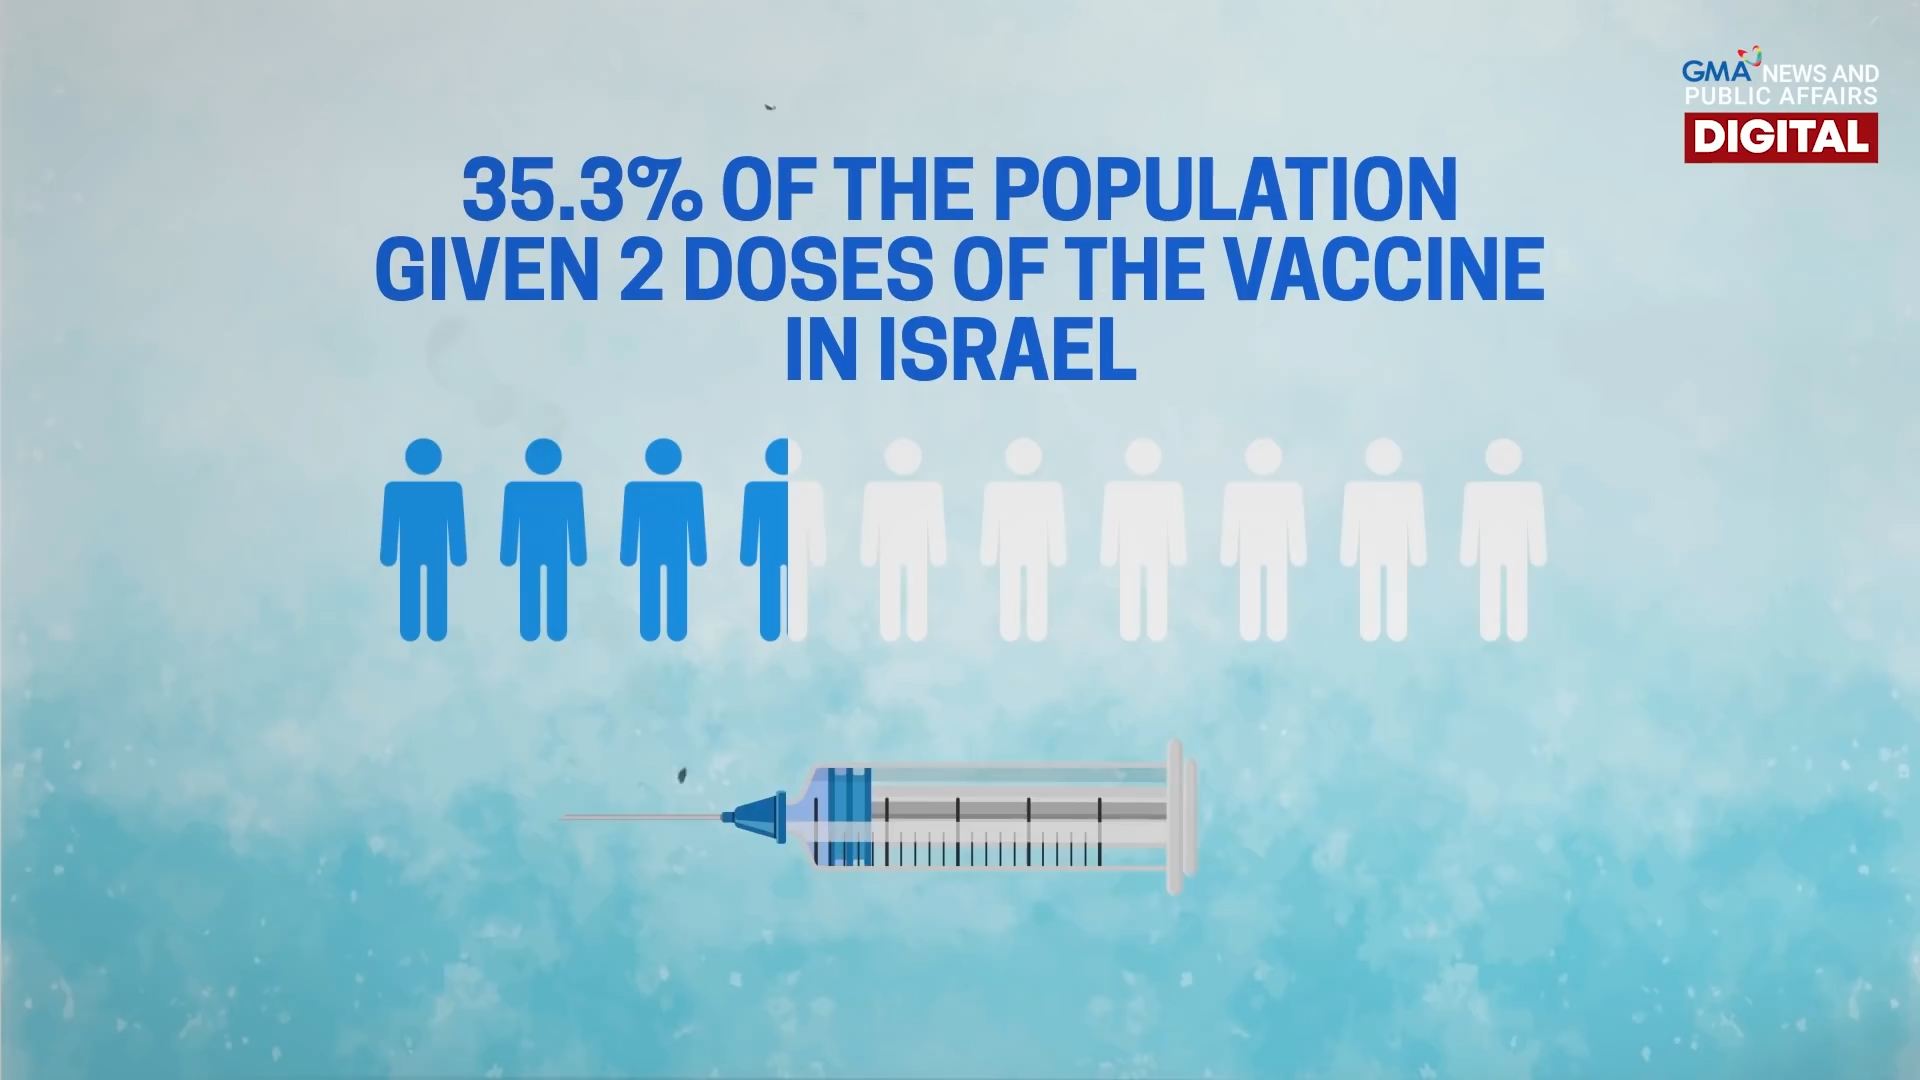 GMA NEWS AND
PUBLIC AFFAIRS
DIGITAL
35.3% OF THE POPULATION
GIVEN 2 DOSES OF THE VACCINE
IN ISRAEL